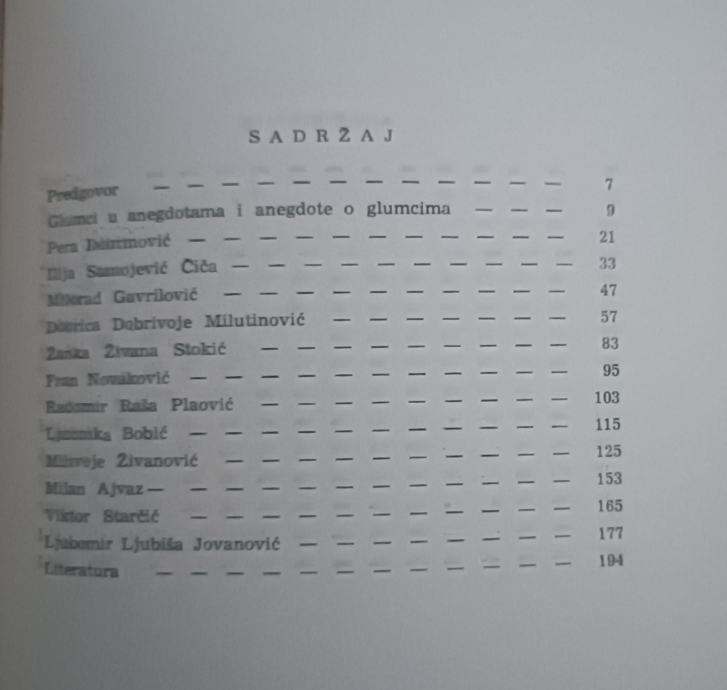 SADRŽAJ
Predgovor — — — — — — — — — — — — 7
Glumci u anegdotama i anegdote o glumcima — — — 9
Pera Dobrinović — — — — — — — — — — — 21
Ilija Stanojević Čiča — — — — — — — — — — 33
Milorad Gavrilović — — — — — — — — — — 47
Dobrica Dobrivoje Milutinović — — — — — — — 57
Žanka Živana Stokić — — — — — — — — — 83
Fran Novaković — — — — — — — — — — — 95
Radomir Raša Plaović — — — — — — — — — 103
Ljubinka Bobić — — — — — — — — — — — 115
Milivoje Živanović — — — — — — — — — — 125
Milan Ajvaz — — — — — — — — — — — — 153
Viktor Starčić — — — — — — — — — — — 165
Ljubomir Ljubiša Jovanović — — — — — — — — 177
Literatura — — — — — — — — — — — — 194